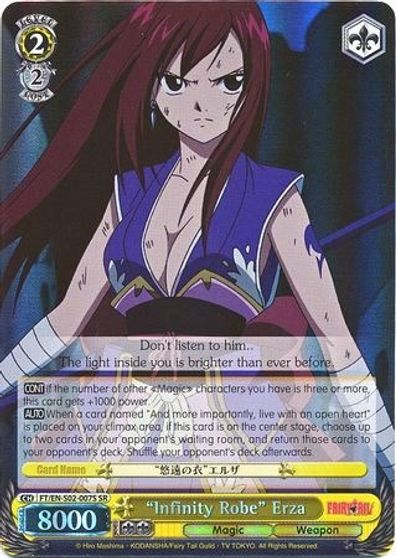 LEVEL
2
2
COST
Don't listen to him..
The light inside you is brighter than ever before.
CONT If the number of other «Magic» characters you have is three or more, this card gets +1000 power.
AUTO When a card named "And more importantly, live with an open heart" is placed on your climax area, if this card is on the center stage, choose up to two cards in your opponent's waiting room, and return those cards to your opponent's deck. Shuffle your opponent's deck afterwards.
Card Name
"悠遠の衣"エルザ
CH FT/EN-S02-007S SR
"Infinity Robe" Erza
FAIRY TAIL
8000
Magic
Weapon
© Hiro Mashima・KODANSHA/Fairy Tail Guild・TV TOKYO. All Rights Reserved.